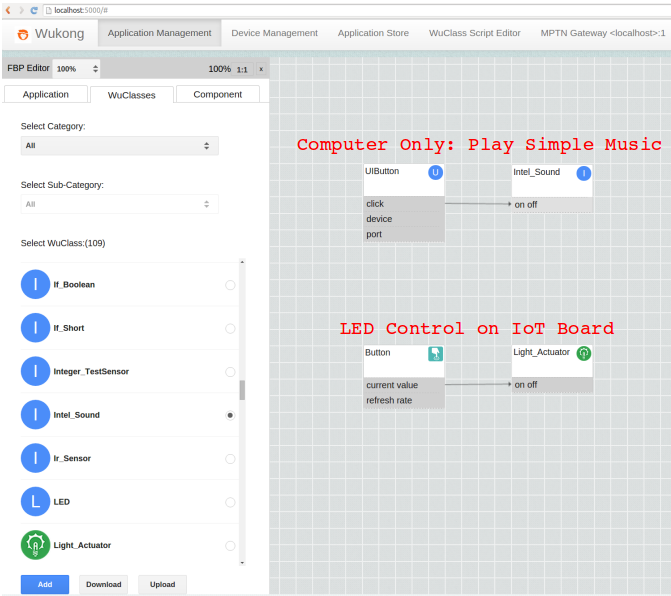 localhost:5000/#
Wukong
Application Management
Device Management
Application Store
WuClass Script Editor
MPTN Gateway <localhost>:1
FBP Editor
100%
100%
1:1
x
Application
WuClasses
Component
Select Category:
All
Select Sub-Category:
All
Select WuClass:(109)
I
If_Boolean
I
If_Short
I
Integer_TestSensor
I
Intel_Sound
I
Ir_Sensor
L
LED
Light_Actuator
Add
Download
Upload
Computer Only: Play Simple Music
UIButton
U
click
device
port
Intel_Sound
I
on off
LED Control on IoT Board
Button
current value
refresh rate
Light_Actuator
on off